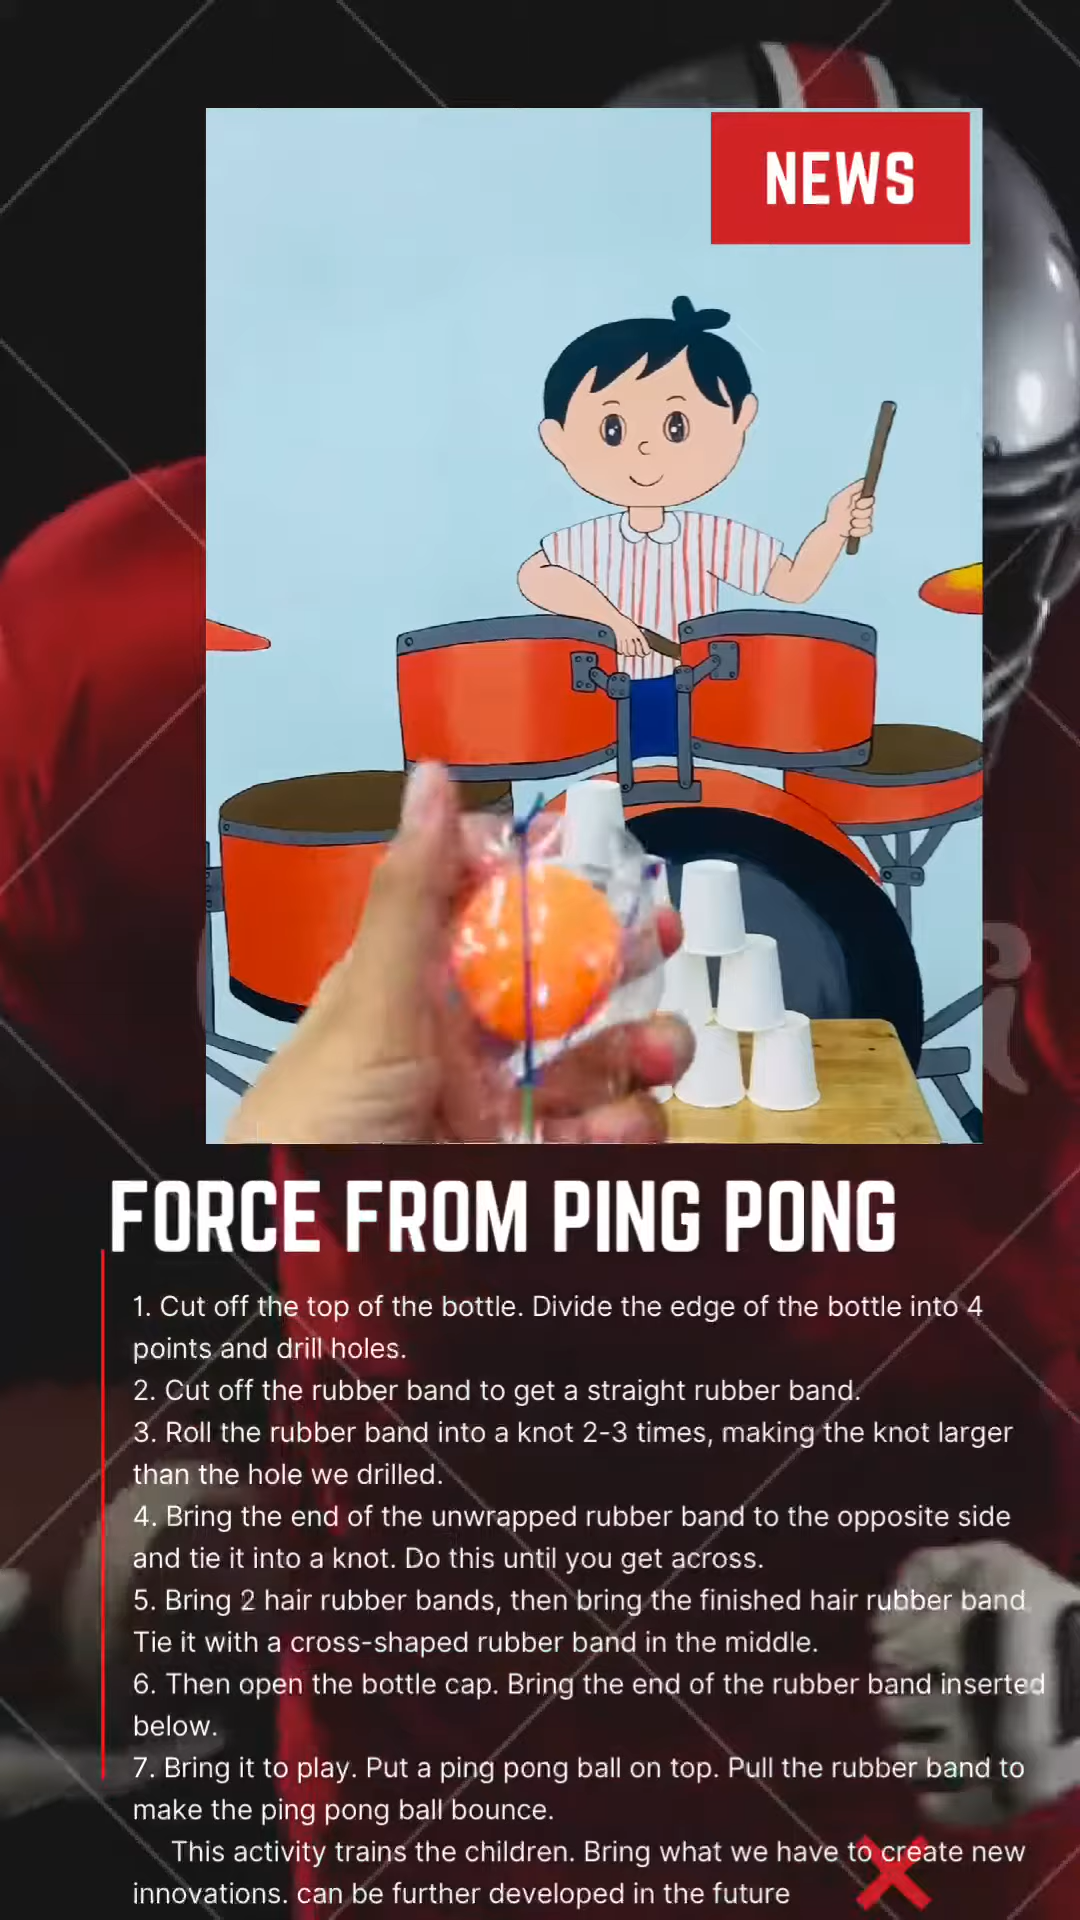 NEWS
FORCE FROM PING PONG
1. Cut off the top of the bottle. Divide the edge of the bottle into 4
points and drill holes.
2. Cut off the rubber band to get a straight rubber band.
3. Roll the rubber band into a knot 2-3 times, making the knot larger
than the hole we drilled.
4. Bring the end of the unwrapped rubber band to the opposite side
and tie it into a knot. Do this until you get across.
5. Bring 2 hair rubber bands, then bring the finished hair rubber band
Tie it with a cross-shaped rubber band in the middle.
6. Then open the bottle cap. Bring the end of the rubber band inserted
below.
7. Bring it to play. Put a ping pong ball on top. Pull the rubber band to
make the ping pong ball bounce.
This activity trains the children. Bring what we have to create new
innovations. can be further developed in the future